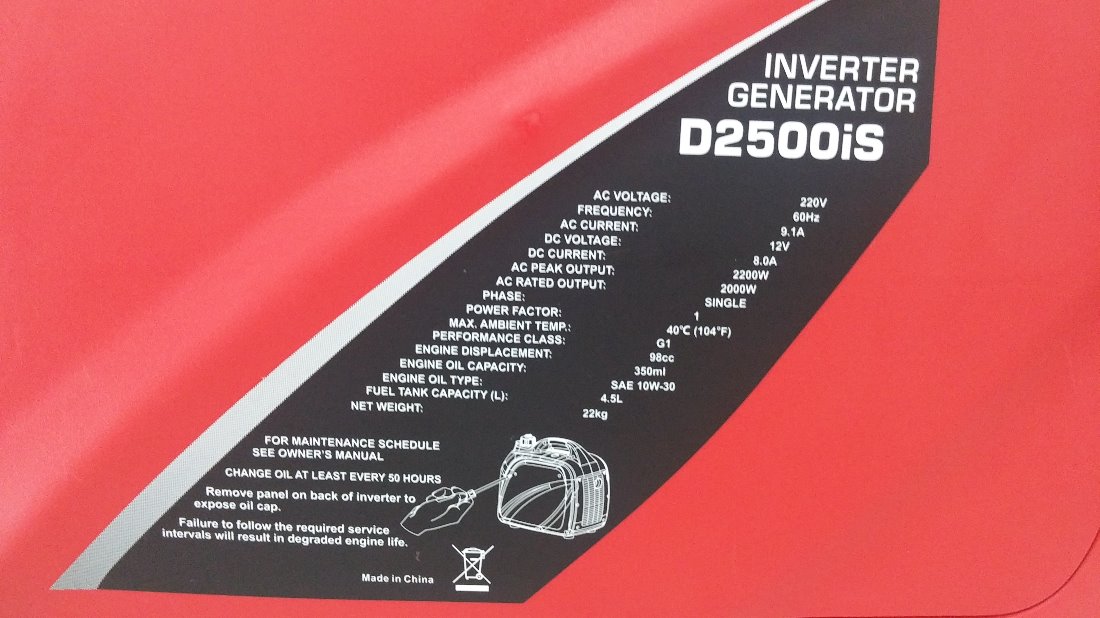 INVERTER
GENERATOR
D2500iS
AC VOLTAGE: 220V
FREQUENCY: 60Hz
AC CURRENT: 9.1A
DC VOLTAGE: 12V
DC CURRENT: 8.0A
AC PEAK OUTPUT: 2200W
AC RATED OUTPUT: 2000W
PHASE: SINGLE
POWER FACTOR: 1
MAX. AMBIENT TEMP.: 40℃ (104°F)
PERFORMANCE CLASS: G1
ENGINE DISPLACEMENT: 98cc
ENGINE OIL CAPACITY: 350ml
ENGINE OIL TYPE: SAE 10W-30
FUEL TANK CAPACITY (L): 4.5L
NET WEIGHT: 22kg
FOR MAINTENANCE SCHEDULE
SEE OWNER'S MANUAL
CHANGE OIL AT LEAST EVERY 50 HOURS
Remove panel on back of inverter to
expose oil cap.
Failure to follow the required service
intervals will result in degraded engine life.
Made in China